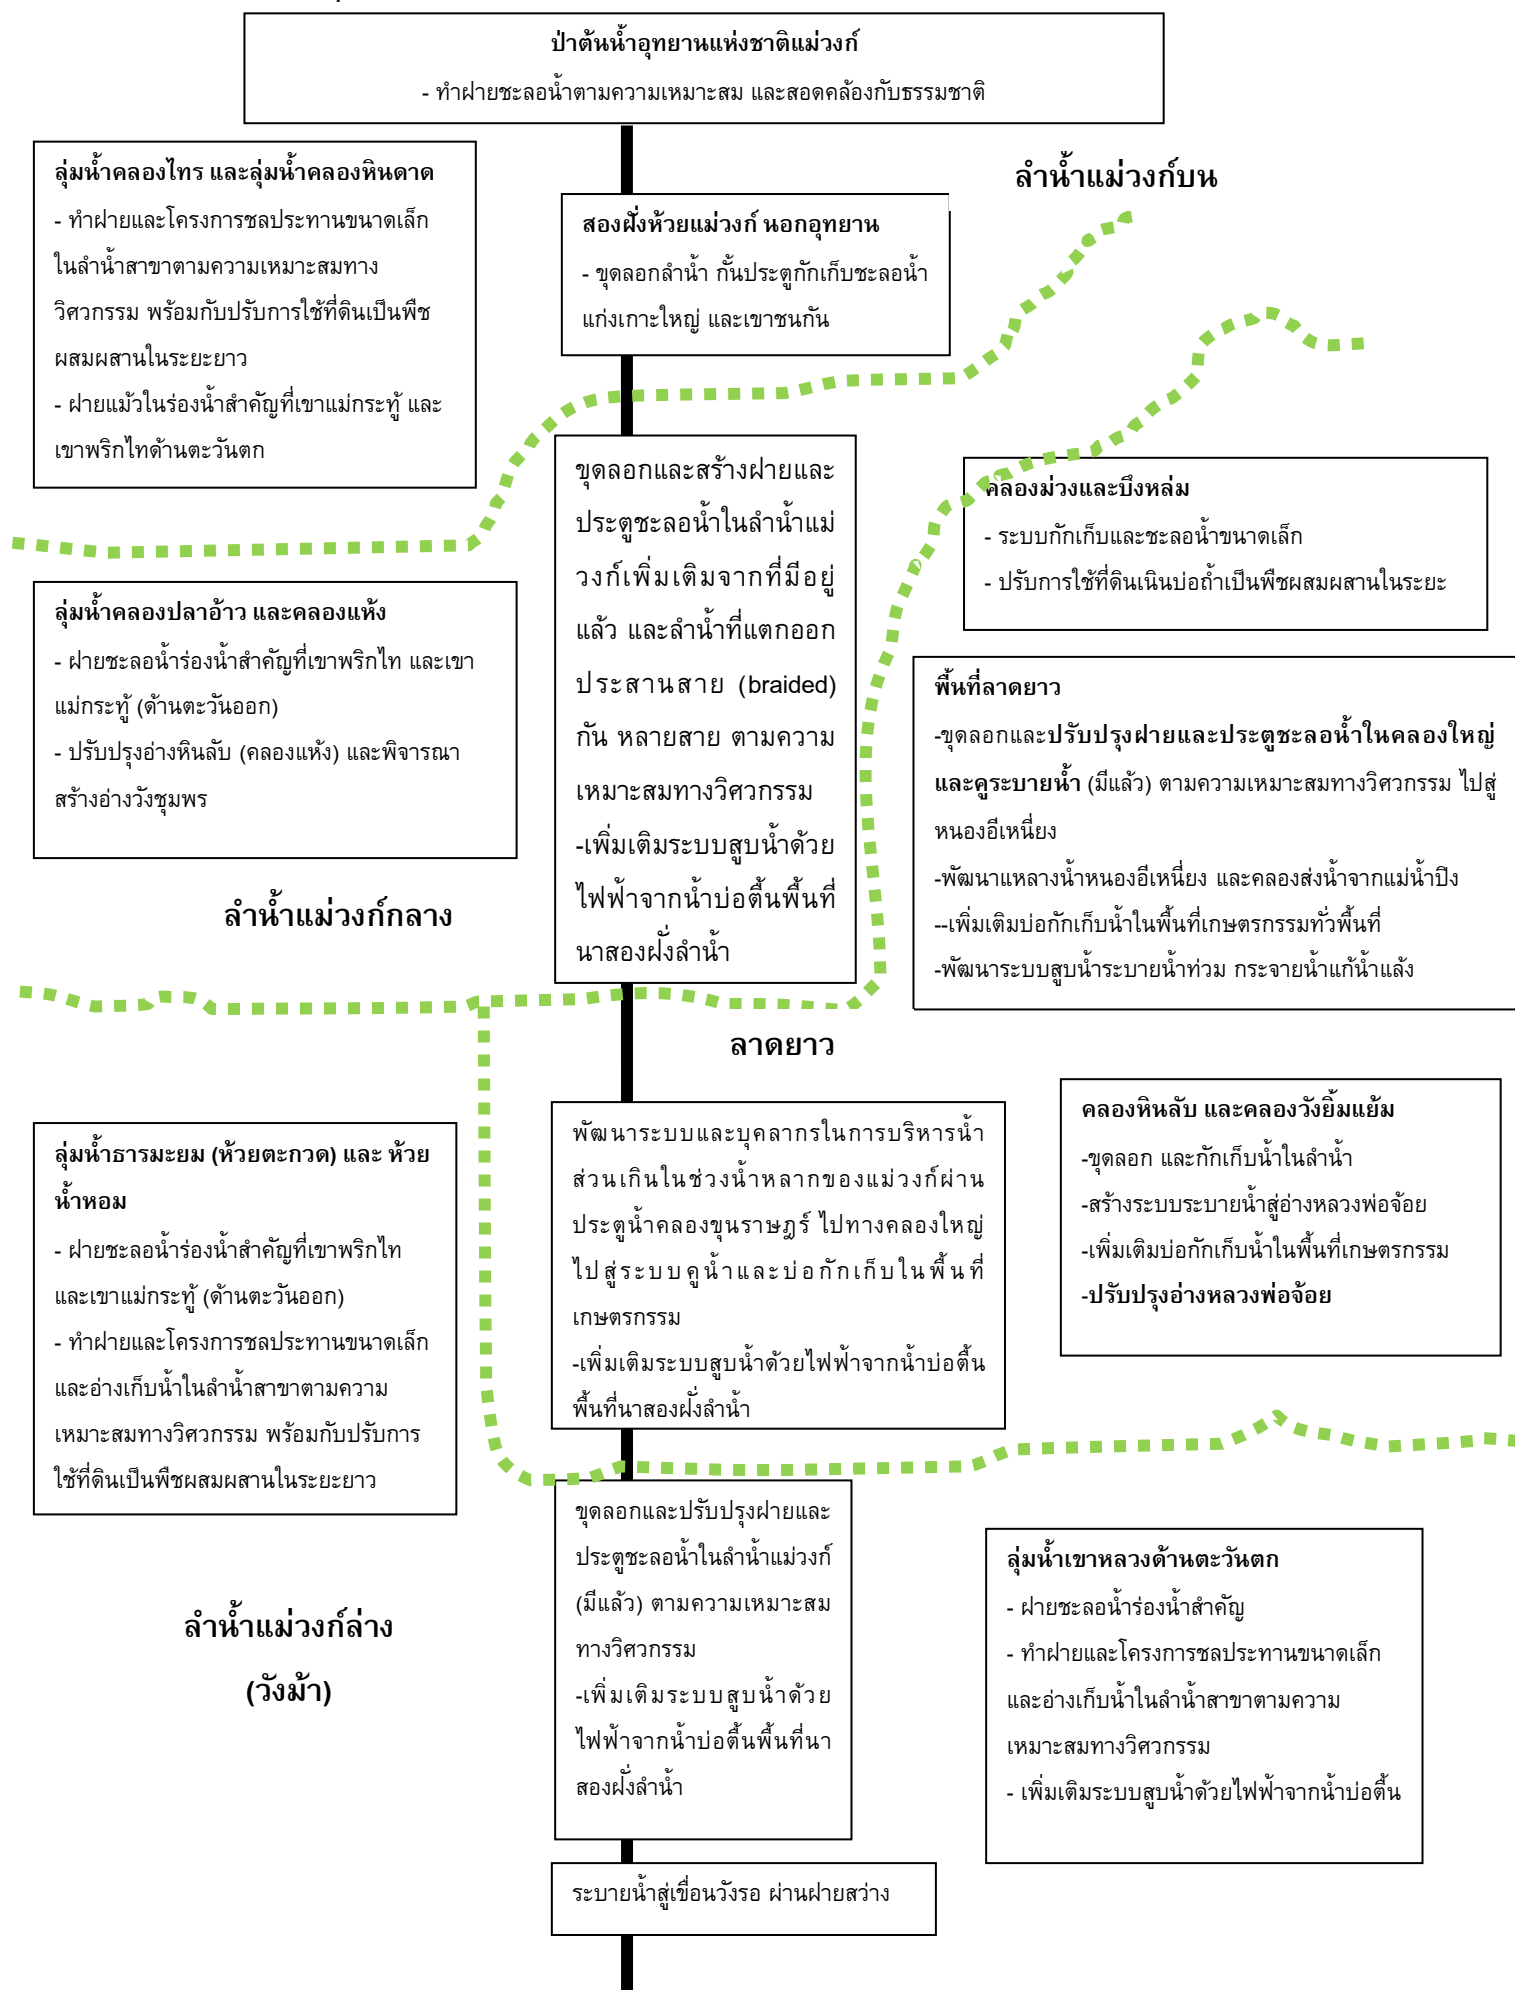 ป่าต้นน้ำอุทยานแห่งชาติแม่วงก์
- ทำฝายชะลอน้ำตามความเหมาะสม และสอดคล้องกับธรรมชาติ
ลำน้ำแม่วงก์บน
ลุ่มน้ำคลองไทร และลุ่มน้ำคลองหินดาด
- ทำฝายและโครงการชลประทานขนาดเล็ก
ในลำน้ำสาขาตามความเหมาะสมทาง
วิศวกรรม พร้อมกับปรับการใช้ที่ดินเป็นพืช
ผสมผสานในระยะยาว
- ฝายแม้วในร่องน้ำสำคัญที่เขาแม่กระทู้ และ
เขาพริกไทด้านตะวันตก
สองฝั่งห้วยแม่วงก์ นอกอุทยาน
- ขุดลอกลำน้ำ กั้นประตูกักเก็บชะลอน้ำ
แก่งเกาะใหญ่ และเขาชนกัน
ขุดลอกและสร้างฝายและ
ประตูชะลอน้ำในลำน้ำแม่
วงก์เพิ่มเติมจากที่มีอยู่
แล้ว และลำน้ำที่แตกออก
ประสานสาย (braided)
กัน หลายสาย ตามความ
เหมาะสมทางวิศวกรรม
-เพิ่มเติมระบบสูบน้ำด้วย
ไฟฟ้าจากน้ำบ่อตื้นพื้นที่
นาสองฝั่งลำน้ำ
คลองม่วงและบึงหล่ม
- ระบบกักเก็บและชะลอน้ำขนาดเล็ก
- ปรับการใช้ที่ดินเนินบ่อถ้ำเป็นพืชผสมผสานในระยะ
ลุ่มน้ำคลองปลาอ้าว และคลองแห้ง
- ฝายชะลอน้ำร่องน้ำสำคัญที่เขาพริกไท และเขา
แม่กระทู้ (ด้านตะวันออก)
- ปรับปรุงอ่างหินลับ (คลองแห้ง) และพิจารณา
สร้างอ่างวังชุมพร
พื้นที่ลาดยาว
-ขุดลอกและปรับปรุงฝายและประตูชะลอน้ำในคลองใหญ่
และคูระบายน้ำ (มีแล้ว) ตามความเหมาะสมทางวิศวกรรม ไปสู่
หนองอีเหนี่ยง
-พัฒนาแหลางน้ำหนองอีเหนี่ยง และคลองส่งน้ำจากแม่น้ำปิง
--เพิ่มเติมบ่อกักเก็บน้ำในพื้นที่เกษตรกรรมทั่วพื้นที่
-พัฒนาระบบสูบน้ำระบายน้ำท่วม กระจายน้ำแก้น้ำแล้ง
ลำน้ำแม่วงก์กลาง
ลาดยาว
ลุ่มน้ำธารมะยม (ห้วยตะกวด) และ ห้วย
น้ำหอม
- ฝายชะลอน้ำร่องน้ำสำคัญที่เขาพริกไท
และเขาแม่กระทู้ (ด้านตะวันออก)
- ทำฝายและโครงการชลประทานขนาดเล็ก
และอ่างเก็บน้ำในลำน้ำสาขาตามความ
เหมาะสมทางวิศวกรรม พร้อมกับปรับการ
ใช้ที่ดินเป็นพืชผสมผสานในระยะยาว
พัฒนาระบบและบุคลากรในการบริหารน้ำ
ส่วนเกินในช่วงน้ำหลากของแม่วงก์ผ่าน
ประตูน้ำคลองขุนราษฎร์ ไปทางคลองใหญ่
ไปสู่ระบบคูน้ำและบ่อกักเก็บในพื้นที่
เกษตรกรรม
-เพิ่มเติมระบบสูบน้ำด้วยไฟฟ้าจากน้ำบ่อตื้น
พื้นที่นาสองฝั่งลำน้ำ
คลองหินลับ และคลองวังยิ้มแย้ม
-ขุดลอก และกักเก็บน้ำในลำน้ำ
-สร้างระบบระบายน้ำสู่อ่างหลวงพ่อจ้อย
-เพิ่มเติมบ่อกักเก็บน้ำในพื้นที่เกษตรกรรม
-ปรับปรุงอ่างหลวงพ่อจ้อย
ลำน้ำแม่วงก์ล่าง
(วังม้า)
ขุดลอกและปรับปรุงฝายและ
ประตูชะลอน้ำในลำน้ำแม่วงก์
(มีแล้ว) ตามความเหมาะสม
ทางวิศวกรรม
-เพิ่มเติมระบบสูบน้ำด้วย
ไฟฟ้าจากน้ำบ่อตื้นพื้นที่นา
สองฝั่งลำน้ำ
ลุ่มน้ำเขาหลวงด้านตะวันตก
- ฝายชะลอน้ำร่องน้ำสำคัญ
- ทำฝายและโครงการชลประทานขนาดเล็ก
และอ่างเก็บน้ำในลำน้ำสาขาตามความ
เหมาะสมทางวิศวกรรม
- เพิ่มเติมระบบสูบน้ำด้วยไฟฟ้าจากน้ำบ่อตื้น
ระบายน้ำสู่เขื่อนวังรอ ผ่านฝายสว่าง